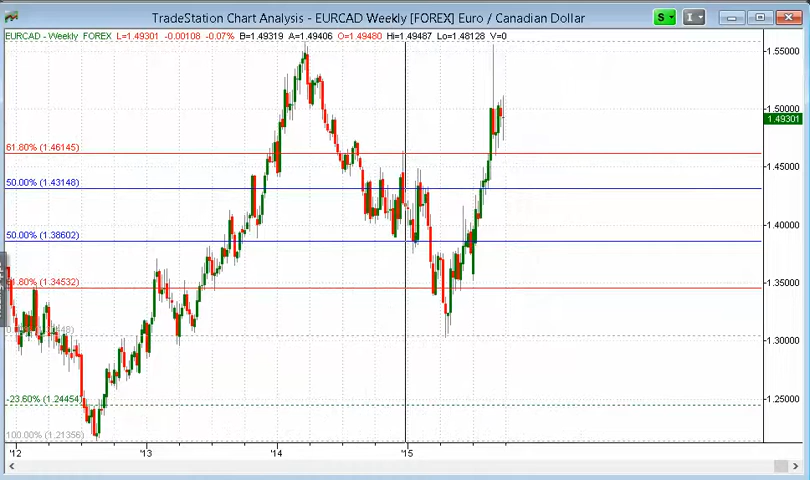 TradeStation Chart Analysis - EURCAD Weekly [FOREX] Euro / Canadian Dollar
S
I
EURCAD - Weekly FOREX L=1.49301 -0.00108 -0.07% B=1.49319 A=1.49406 O=1.49480 Hi=1.49487 Lo=1.48128 V=0
1.55000
1.50000
1.49301
61.80% (1.46145)
1.45000
50.00% (1.43148)
1.40000
50.00% (1.38602)
1.35000
61.80% (1.34532)
1.30000
-23.60% (1.24454)
1.25000
100.00% (1.21356)
'12 '13 '14 '15